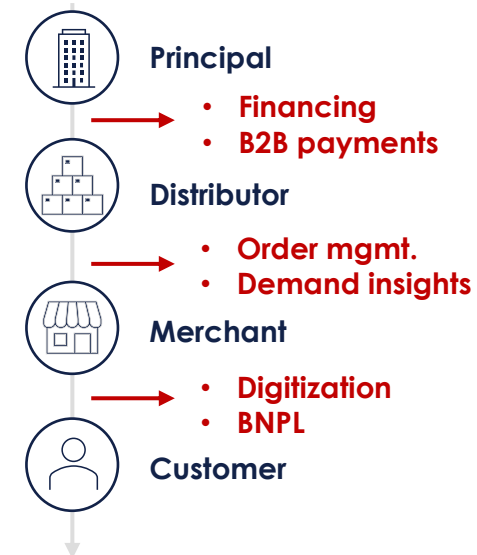 Principal
• Financing
• B2B payments
Distributor
• Order mgmt.
• Demand insights
Merchant
• Digitization
• BNPL
Customer